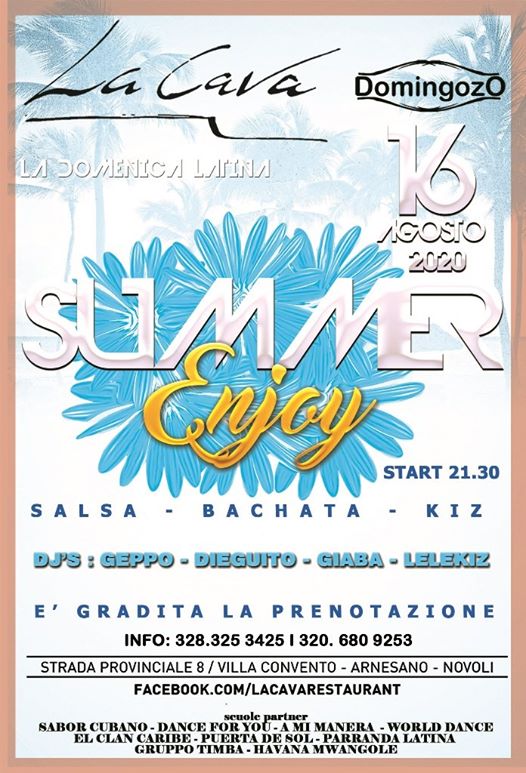 La Cava
DomingozO
LA DOMENICA LATINA
16
AGOSTO
2020
SUMMER
Enjoy
START 21.30
SALSA - BACHATA - KIZ
DJ'S : GEPPO - DIEGUITO - GIABA - LELEKIZ
E' GRADITA LA PRENOTAZIONE
INFO: 328.325 3425 I 320. 680 9253
STRADA PROVINCIALE 8 / VILLA CONVENTO - ARNESANO - NOVOLI
FACEBOOK.COM/LACAVARESTAURANT
scuole partner
SABOR CUBANO - DANCE FOR YOU - A MI MANERA - WORLD DANCE
EL CLAN CARIBE - PUERTA DE SOL - PARRANDA LATINA
GRUPPO TIMBA - HAVANA MWANGOLE